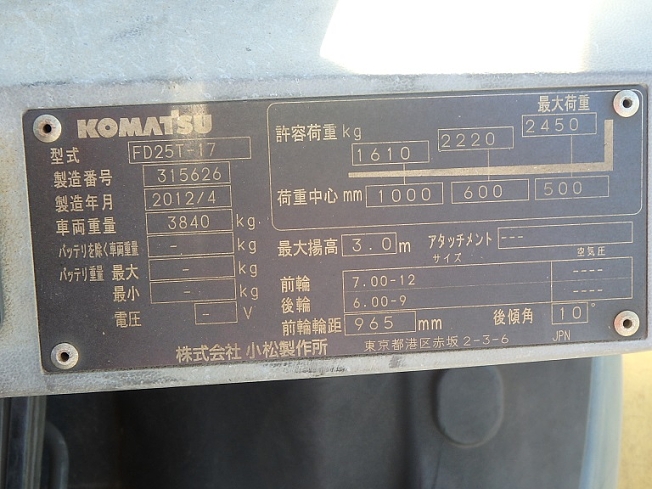 KOMATSU
型式 FD25T-17
製造番号 315626
製造年月 2012/4
車両重量 3840 kg
バッテリを除く車両重量 - kg
バッテリ重量 最大 - kg
最小 - kg
電圧 - V
最大荷重
許容荷重 kg 1610 2220 2450
荷重中心 mm 1000 600 500
最大揚高 3.0 m アタッチメント ---
サイズ 空気圧
前輪 7.00-12 ----
後輪 6.00-9 ----
前輪輪距 965 mm 後傾角 10°
株式会社 小松製作所 東京都港区赤坂 2-3-6 JPN